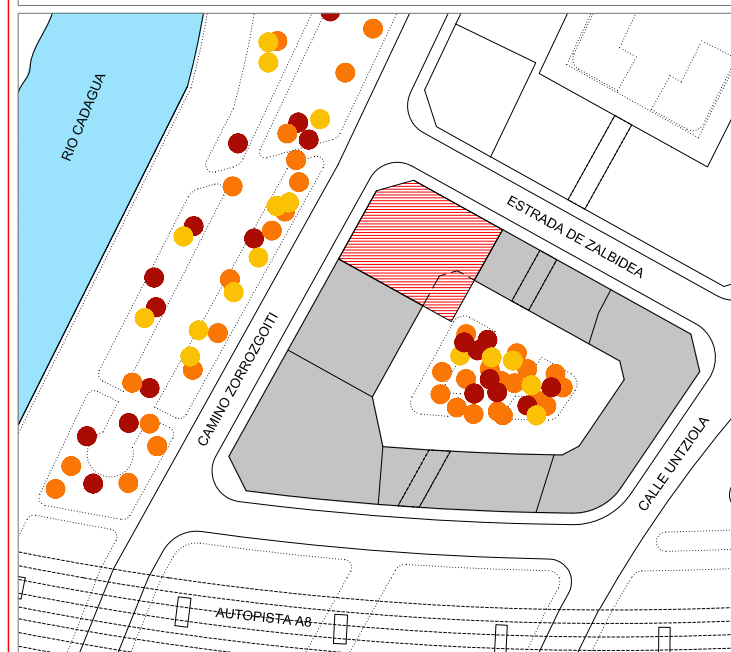 RIO CADAGUA
ESTRADA DE ZALBIDEA
CAMINO ZORROZGOITI
CALLE UNTZIOLA
AUTOPISTA A8